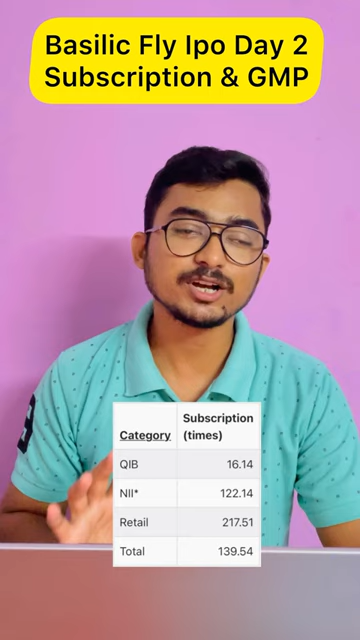 Basilic Fly Ipo Day 2
Subscription & GMP
Category Subscription (times)
QIB 16.14
NII* 122.14
Retail 217.51
Total 139.54